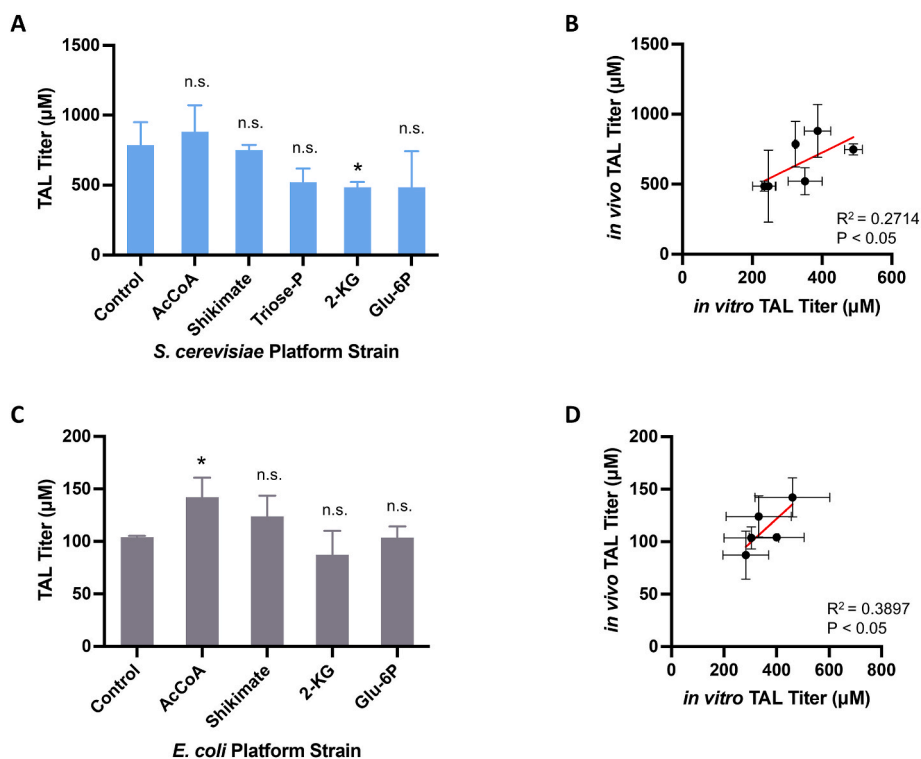 A
TAL Titer (µM)
1500
1000
500
0
n.s.
n.s.
n.s.
*
n.s.
Control
AcCoA
Shikimate
Triose-P
2-KG
Glu-6P
S. cerevisiae Platform Strain
B
in vivo TAL Titer (µM)
1500
1000
500
0
R² = 0.2714
P < 0.05
0 200 400 600
in vitro TAL Titer (µM)
C
TAL Titer (µM)
200
150
100
50
0
*
n.s.
n.s.
n.s.
Control
AcCoA
Shikimate
2-KG
Glu-6P
E. coli Platform Strain
D
in vivo TAL Titer (µM)
200
150
100
50
0
R² = 0.3897
P < 0.05
0 200 400 600 800
in vitro TAL Titer (µM)